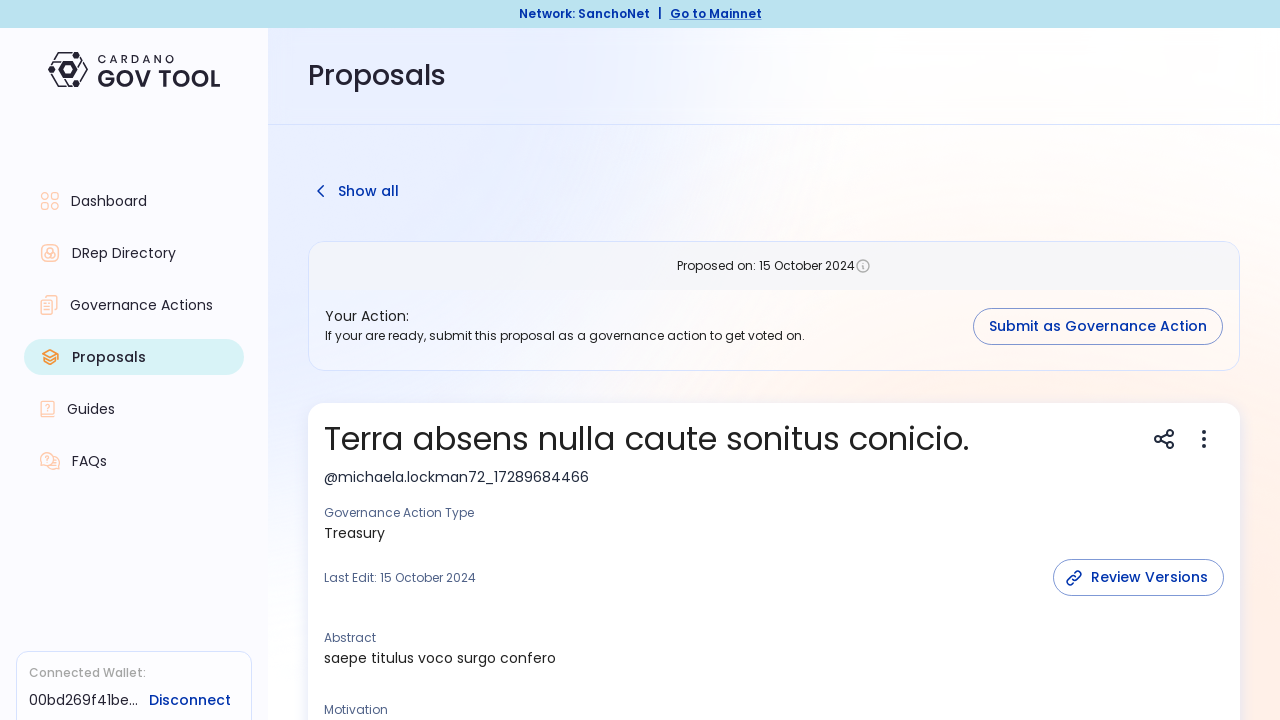 Network: SanchoNet | Go to Mainnet
CARDANO
GOV TOOL
Proposals
Dashboard
DRep Directory
Governance Actions
Proposals
Guides
FAQs
Connected Wallet:
00bd269f41be... Disconnect
Show all
Proposed on: 15 October 2024
Your Action:
If your are ready, submit this proposal as a governance action to get voted on.
Submit as Governance Action
Terra absens nulla caute sonitus conicio.
@michaela.lockman72_17289684466
Governance Action Type
Treasury
Last Edit: 15 October 2024
Review Versions
Abstract
saepe titulus voco surgo confero
Motivation